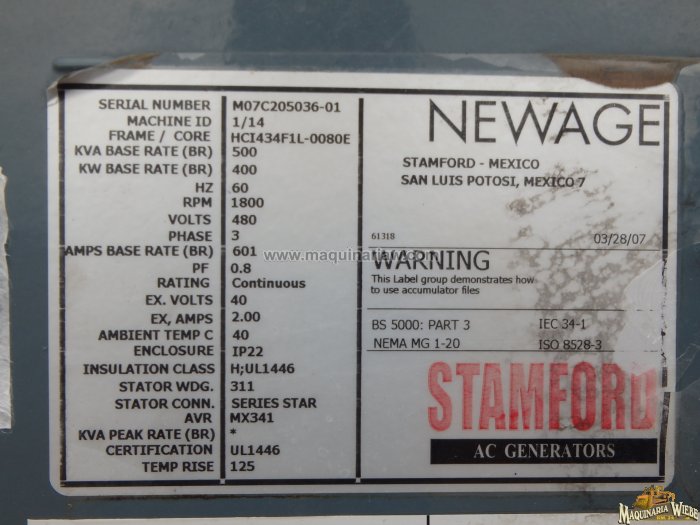 SERIAL NUMBER M07C205036-01
MACHINE ID 1/14
FRAME / CORE HCI434F1L-0080E
KVA BASE RATE (BR) 500
KW BASE RATE (BR) 400
HZ 60
RPM 1800
VOLTS 480
PHASE 3
AMPS BASE RATE (BR) 601
PF 0.8
RATING Continuous
EX. VOLTS 40
EX, AMPS 2.00
AMBIENT TEMP C 40
ENCLOSURE IP22
INSULATION CLASS H;UL1446
STATOR WDG. 311
STATOR CONN. SERIES STAR
AVR MX341
KVA PEAK RATE (BR) *
CERTIFICATION UL1446
TEMP RISE 125
NEWAGE
STAMFORD - MEXICO
SAN LUIS POTOSI, MEXICO 7
61318 03/28/07
www.maquinariaw.com
WARNING
This Label group demonstrates how
to use accumulator files
BS 5000: PART 3 IEC 34-1
NEMA MG 1-20 ISO 8528-3
STAMFORD
AC GENERATORS
MAQUINARIA WIEBE